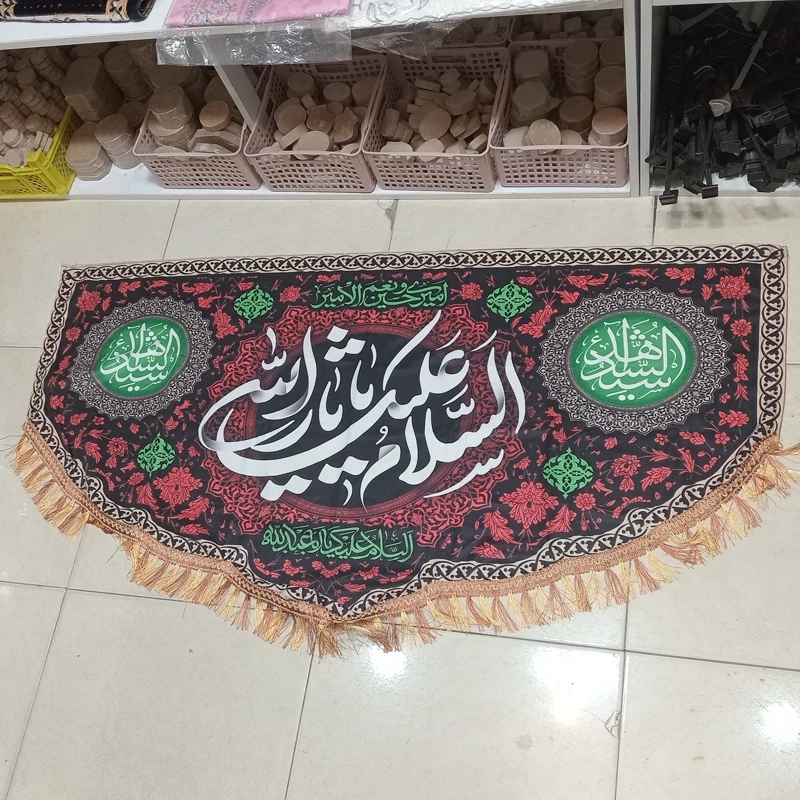 امیری حسین و نعم الامیر
السلام علیک یا ثارالله
سید الشهداء
سید الشهداء
السلام علیک یا اباعبدالله